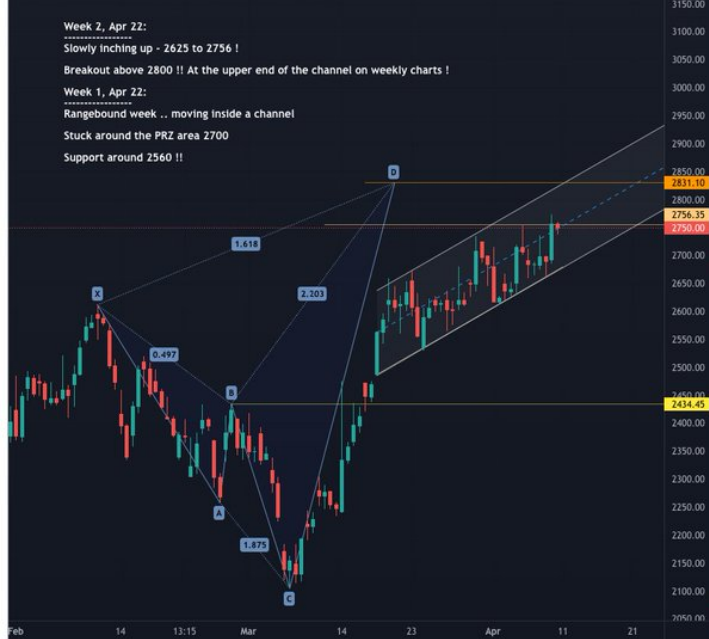 Week 2, Apr 22:
-----------------
Slowly inching up - 2625 to 2756 !
Breakout above 2800 !! At the upper end of the channel on weekly charts !
Week 1, Apr 22:
-----------------
Rangebound week .. moving inside a channel
Stuck around the PRZ area 2700
Support around 2560 !!
3150.00
3100.00
3050.00
3000.00
2950.00
2900.00
2850.00
D
2831.10
2800.00
2756.35
2750.00
1.618
2700.00
2650.00
X
2.203
2600.00
2550.00
0.497
2500.00
2450.00
B
2434.45
2400.00
2350.00
2300.00
2250.00
A
2200.00
1.875
2150.00
2100.00
C
2050.00
Feb 14 13:15 Mar 14 23 Apr 11 21